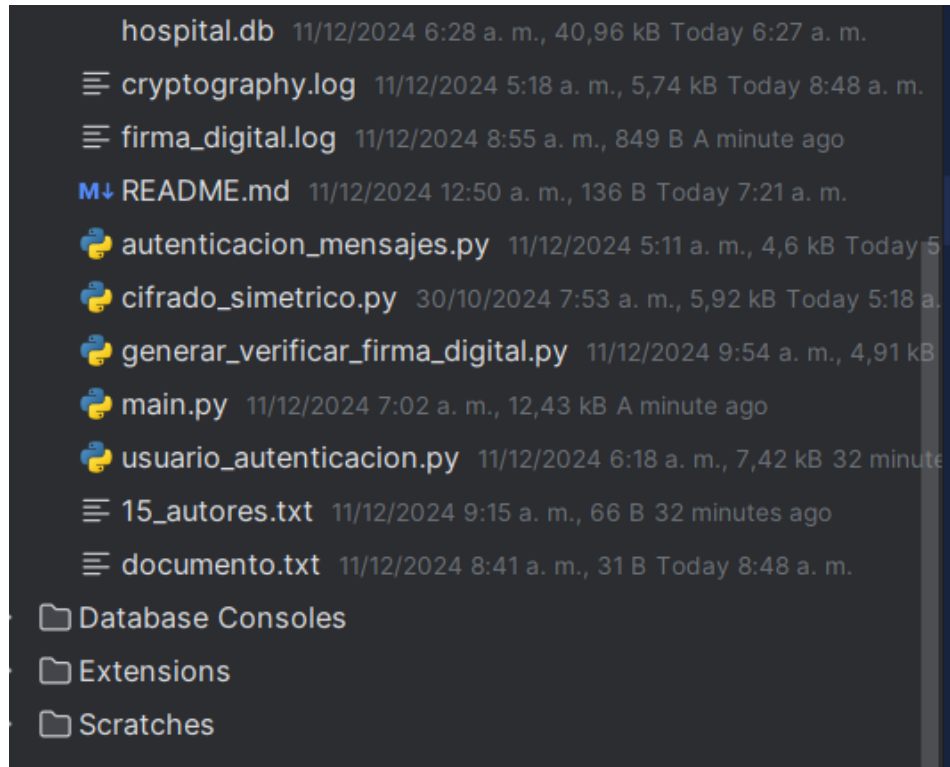 hospital.db 11/12/2024 6:28 a. m., 40,96 kB Today 6:27 a. m.
cryptography.log 11/12/2024 5:18 a. m., 5,74 kB Today 8:48 a. m.
firma_digital.log 11/12/2024 8:55 a. m., 849 B A minute ago
M↓ README.md 11/12/2024 12:50 a. m., 136 B Today 7:21 a. m.
autenticacion_mensajes.py 11/12/2024 5:11 a. m., 4,6 kB Today 5
cifrado_simetrico.py 30/10/2024 7:53 a. m., 5,92 kB Today 5:18 a.
generar_verificar_firma_digital.py 11/12/2024 9:54 a. m., 4,91 kB
main.py 11/12/2024 7:02 a. m., 12,43 kB A minute ago
usuario_autenticacion.py 11/12/2024 6:18 a. m., 7,42 kB 32 minute
15_autores.txt 11/12/2024 9:15 a. m., 66 B 32 minutes ago
documento.txt 11/12/2024 8:41 a. m., 31 B Today 8:48 a. m.
Database Consoles
Extensions
Scratches